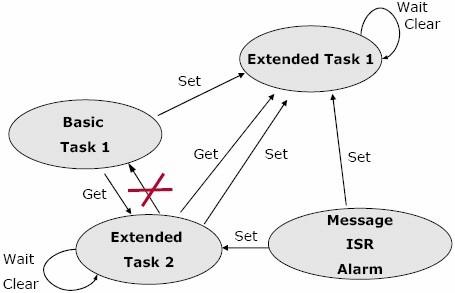 Wait
Clear
Extended Task 1
Set
Basic
Task 1
Get
Set
Set
Get
Message
ISR
Alarm
Set
Extended
Task 2
Wait
Clear